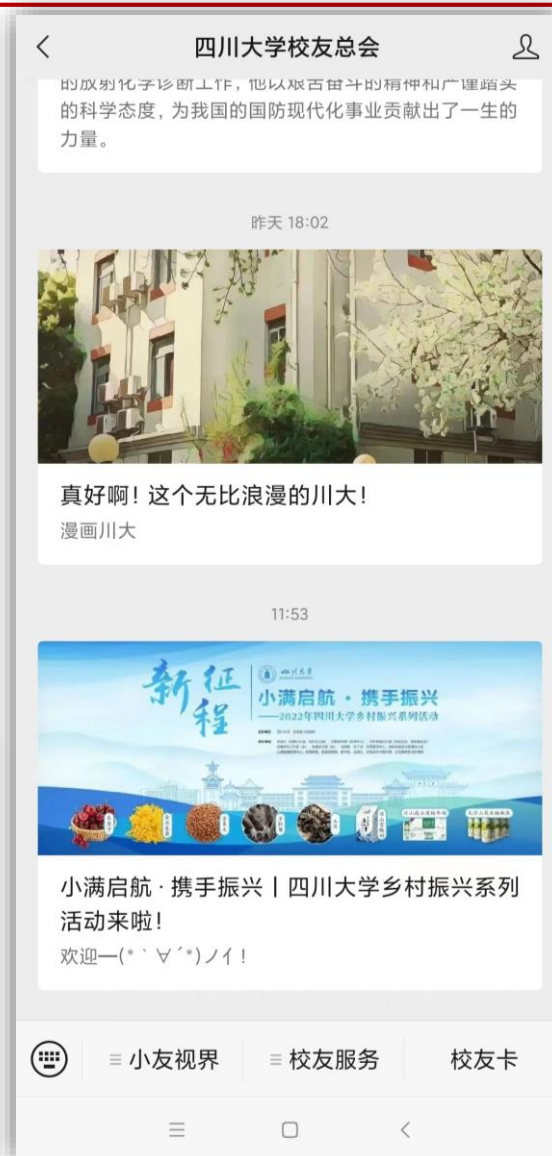 四川大学校友总会
的放射化学诊断工作，他以艰苦奋斗的精神和严谨踏实
的科学态度，为我国的国防现代化事业贡献出了一生的
力量。
昨天 18:02
真好啊！这个无比浪漫的川大！
漫画川大
11:53
新征程
四川大学
小满启航·携手振兴
——2022年四川大学乡村振兴系列活动
小满启航·携手振兴丨四川大学乡村振兴系列
活动来啦！
欢迎—(*｀∀´*)ノ亻!
小友视界
校友服务
校友卡